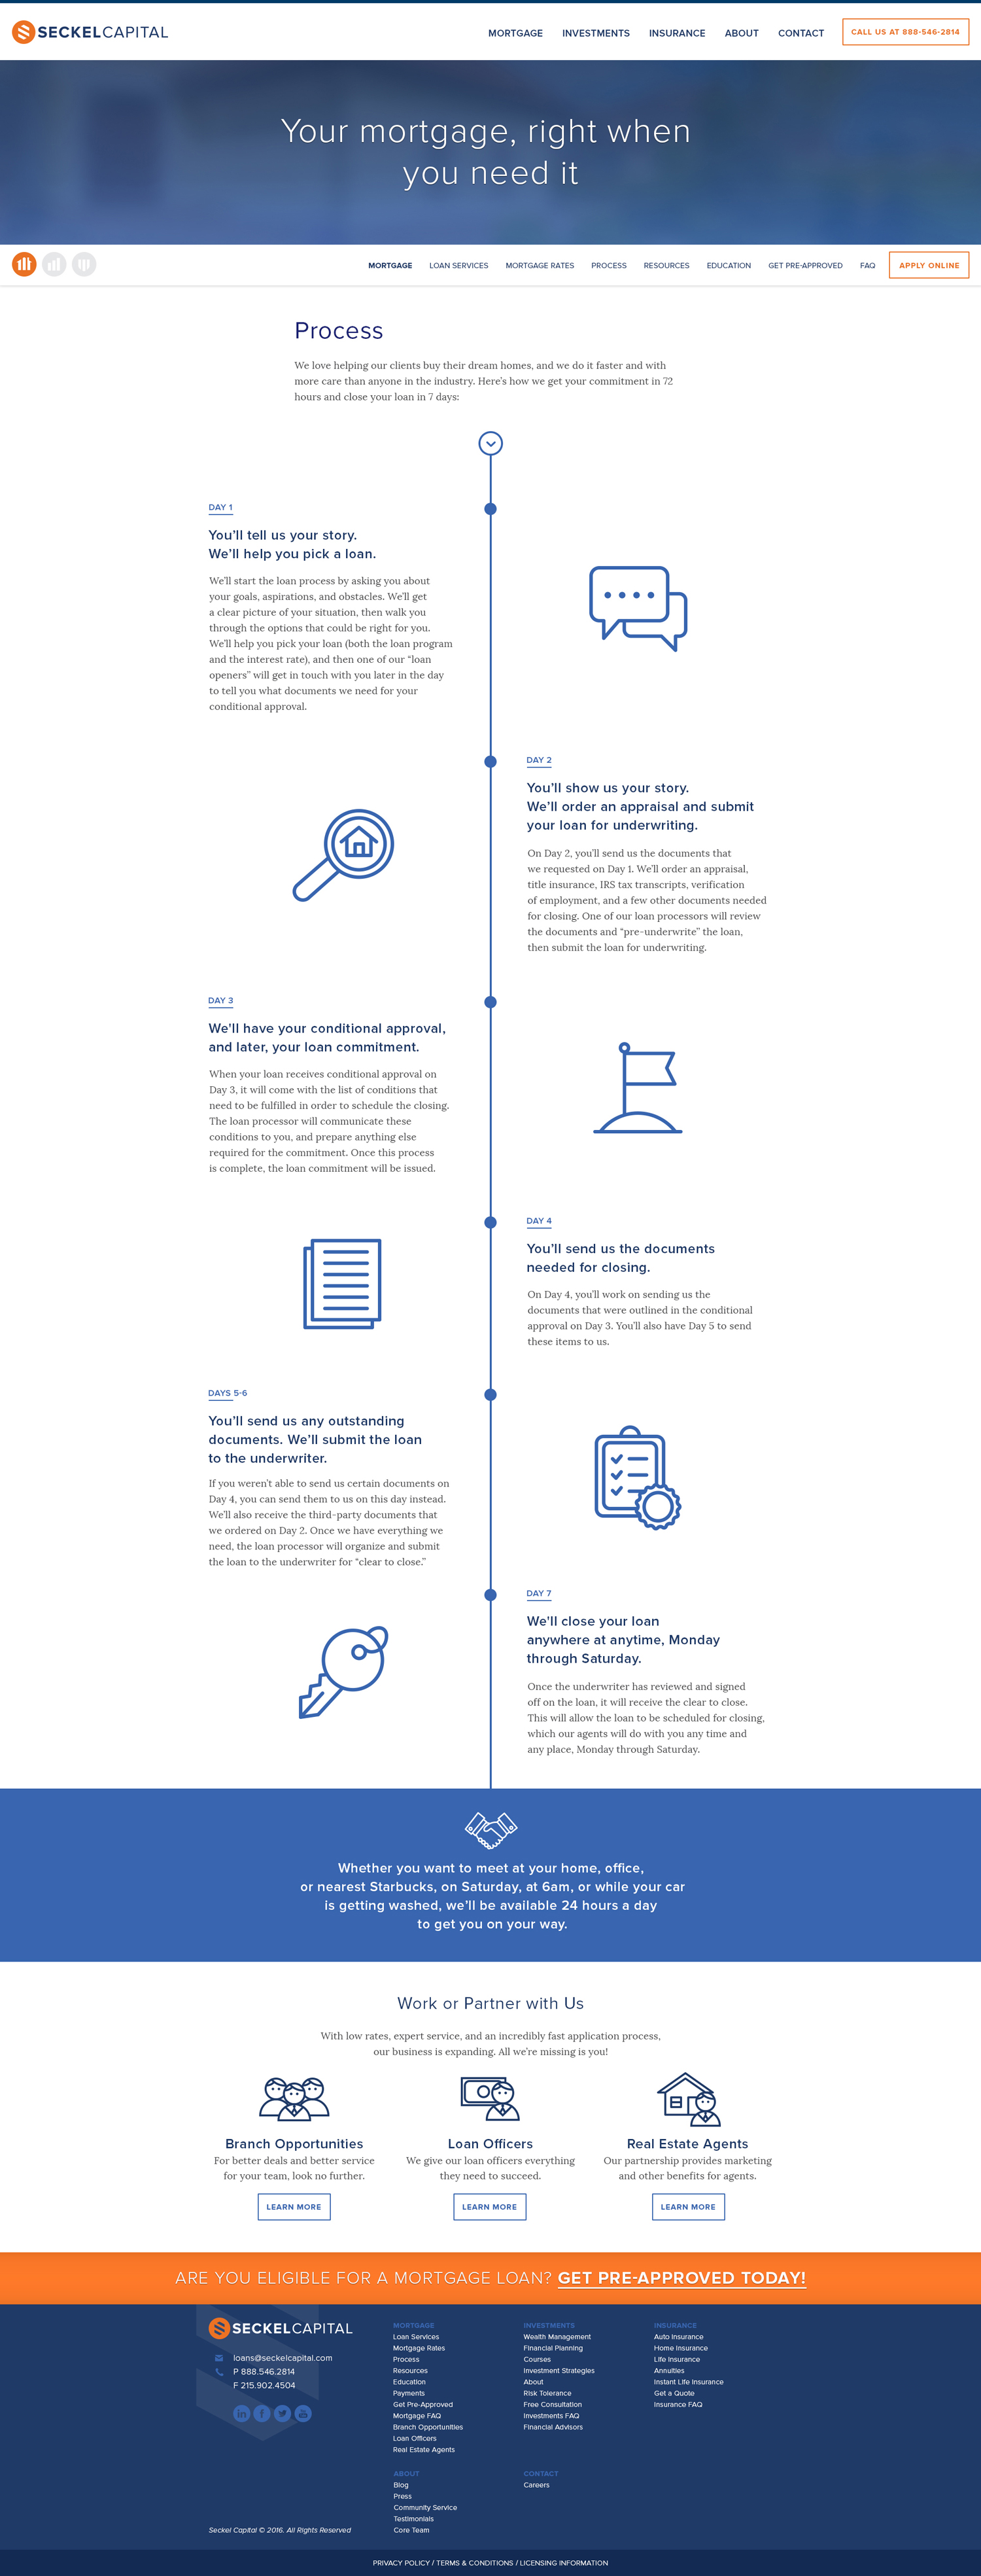 SECKELCAPITAL
MORTGAGE INVESTMENTS INSURANCE ABOUT CONTACT CALL US AT 888-546-2814
Your mortgage, right when
you need it
MORTGAGE LOAN SERVICES MORTGAGE RATES PROCESS RESOURCES EDUCATION GET PRE-APPROVED FAQ APPLY ONLINE
Process
We love helping our clients buy their dream homes, and we do it faster and with
more care than anyone in the industry. Here's how we get your commitment in 72
hours and close your loan in 7 days:
DAY 1
You'll tell us your story.
We'll help you pick a loan.
We'll start the loan process by asking you about
your goals, aspirations, and obstacles. We'll get
a clear picture of your situation, then walk you
through the options that could be right for you.
We'll help you pick your loan (both the loan program
and the interest rate), and then one of our “loan
openers” will get in touch with you later in the day
to tell you what documents we need for your
conditional approval.
DAY 2
You'll show us your story.
We'll order an appraisal and submit
your loan for underwriting.
On Day 2, you'll send us the documents that
we requested on Day 1. We'll order an appraisal,
title insurance, IRS tax transcripts, verification
of employment, and a few other documents needed
for closing. One of our loan processors will review
the documents and “pre-underwrite” the loan,
then submit the loan for underwriting.
DAY 3
We'll have your conditional approval,
and later, your loan commitment.
When your loan receives conditional approval on
Day 3, it will come with the list of conditions that
need to be fulfilled in order to schedule the closing.
The loan processor will communicate these
conditions to you, and prepare anything else
required for the commitment. Once this process
is complete, the loan commitment will be issued.
DAY 4
You'll send us the documents
needed for closing.
On Day 4, you'll work on sending us the
documents that were outlined in the conditional
approval on Day 3. You'll also have Day 5 to send
these items to us.
DAYS 5-6
You'll send us any outstanding
documents. We'll submit the loan
to the underwriter.
If you weren't able to send us certain documents on
Day 4, you can send them to us on this day instead.
We'll also receive the third-party documents that
we ordered on Day 2. Once we have everything we
need, the loan processor will organize and submit
the loan to the underwriter for “clear to close.”
DAY 7
We'll close your loan
anywhere at anytime, Monday
through Saturday.
Once the underwriter has reviewed and signed
off on the loan, it will receive the clear to close.
This will allow the loan to be scheduled for closing,
which our agents will do with you any time and
any place, Monday through Saturday.
Whether you want to meet at your home, office,
or nearest Starbucks, on Saturday, at 6am, or while your car
is getting washed, we'll be available 24 hours a day
to get you on your way.
Work or Partner with Us
With low rates, expert service, and an incredibly fast application process,
our business is expanding. All we're missing is you!
Branch Opportunities
For better deals and better service
for your team, look no further.
LEARN MORE
Loan Officers
We give our loan officers everything
they need to succeed.
LEARN MORE
Real Estate Agents
Our partnership provides marketing
and other benefits for agents.
LEARN MORE
ARE YOU ELIGIBLE FOR A MORTGAGE LOAN? GET PRE-APPROVED TODAY!
SECKELCAPITAL
loans@seckelcapital.com
P 888.546.2814
F 215.902.4504
in f
You Tube
Seckel Capital © 2016. All Rights Reserved
MORTGAGE
Loan Services
Mortgage Rates
Process
Resources
Education
Payments
Get Pre-Approved
Mortgage FAQ
Branch Opportunities
Loan Officers
Real Estate Agents
INVESTMENTS
Wealth Management
Financial Planning
Courses
Investment Strategies
About
Risk Tolerance
Free Consultation
Investments FAQ
Financial Advisors
INSURANCE
Auto Insurance
Home Insurance
Life Insurance
Annuities
Instant Life Insurance
Get a Quote
Insurance FAQ
ABOUT
Blog
Press
Community Service
Testimonials
Core Team
CONTACT
Careers
PRIVACY POLICY / TERMS & CONDITIONS / LICENSING INFORMATION